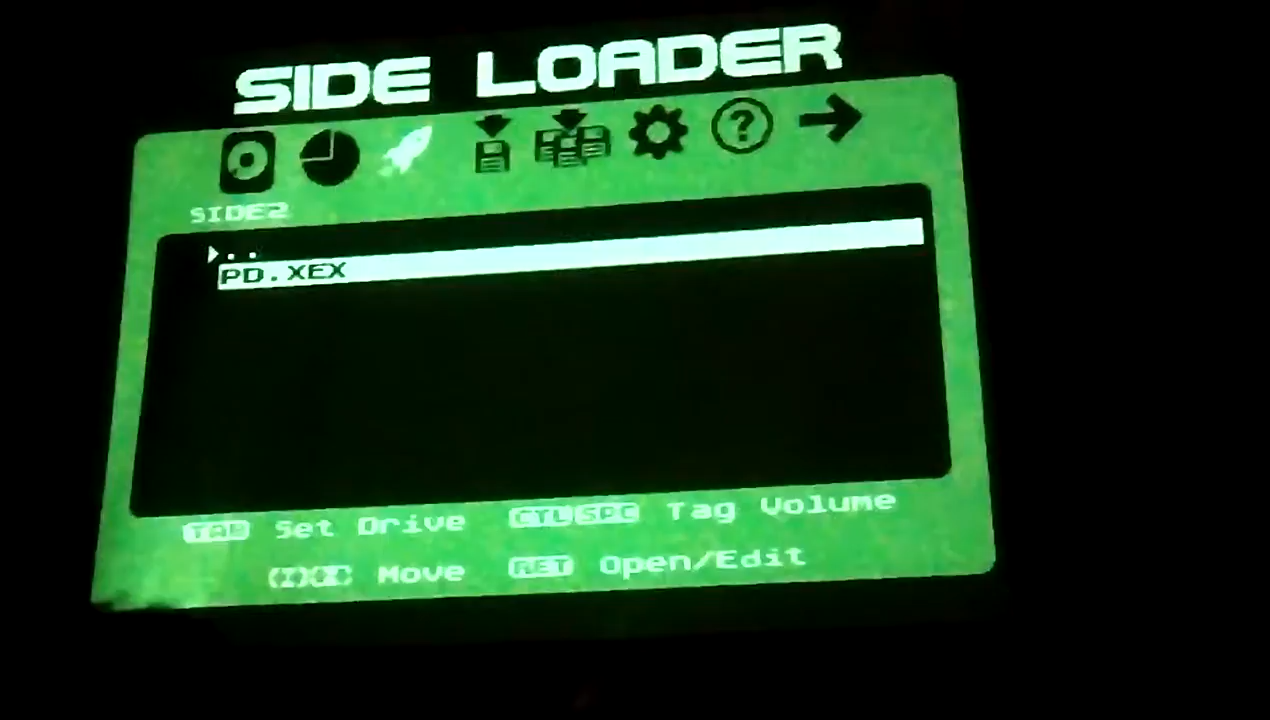 SIDE LOADER
?
SIDE2
..
PD.XEX
TAB Set Drive CTL SPC Tag Volume
Move RET Open/Edit